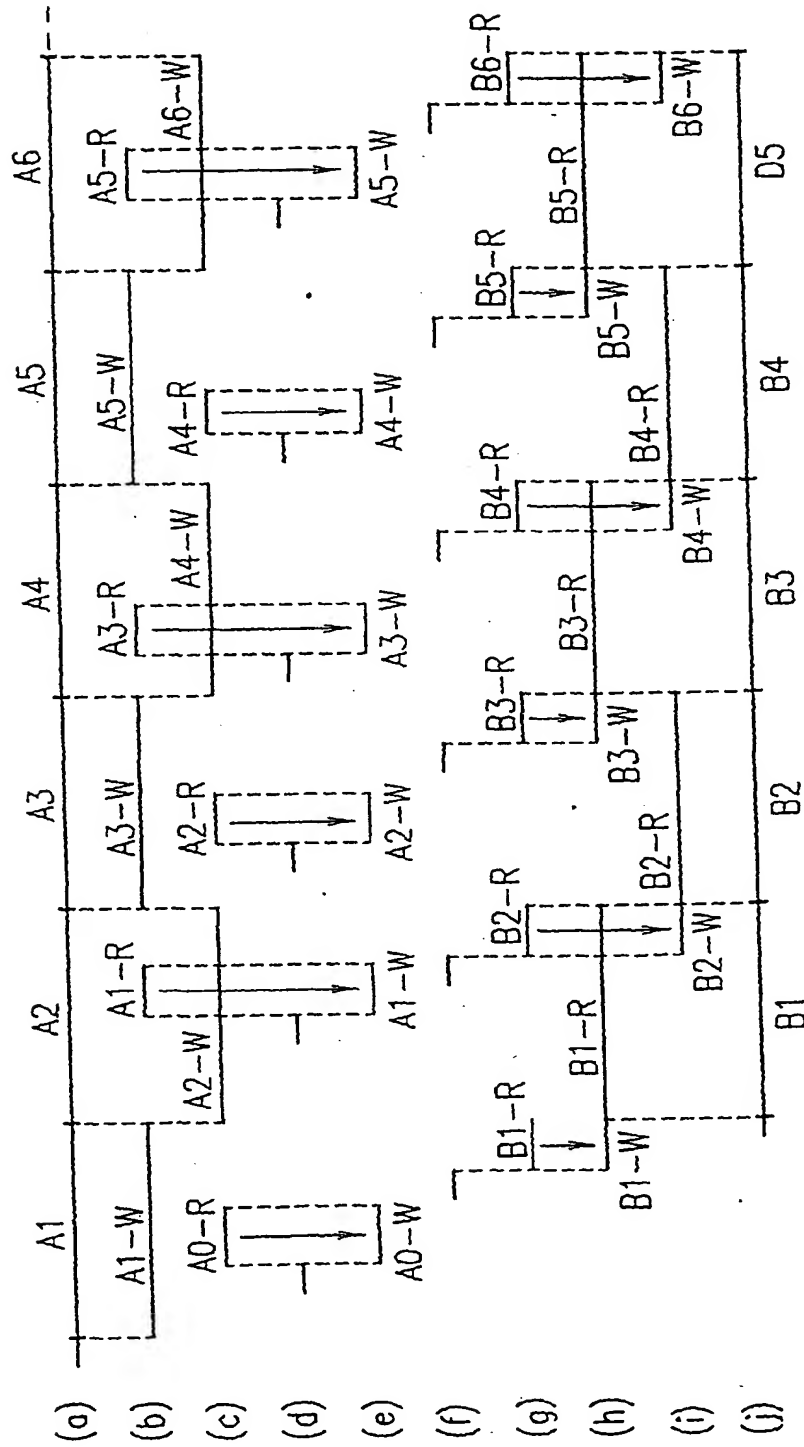 (a) A1 A2 A3 A4 A5 A6
(b) A1-W A1-R A3-W A3-R A5-W A5-R
(c) A0-R A2-W A2-R A4-W A4-R A6-W
(d)
(e) A0-W A1-W A2-W A3-W A4-W A5-W
(f)
(g) B1-R B2-R B3-R B4-R B5-R B6-R
(h) B1-W B1-R B3-W B3-R B5-W B5-R
(i) B2-W B2-R B4-W B4-R B6-W
(j) B1 B2 B3 B4 D5